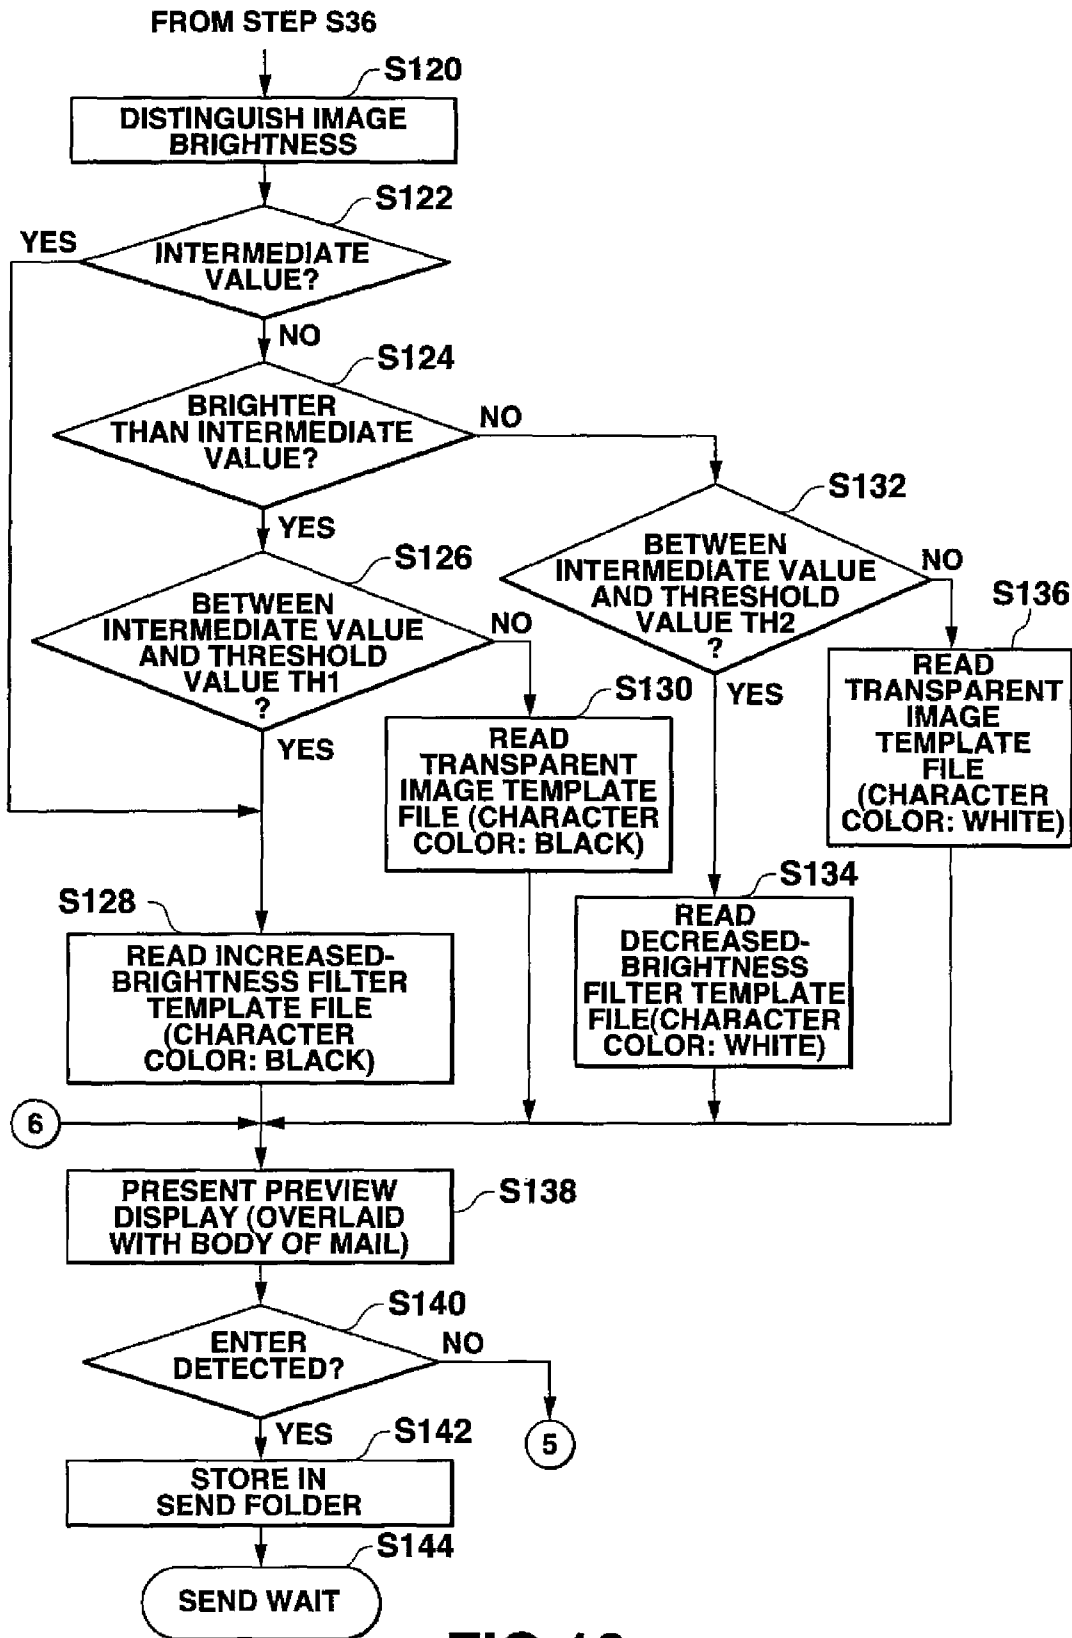 FROM STEP S36
S120
DISTINGUISH IMAGE
BRIGHTNESS
S122
YES
INTERMEDIATE
VALUE?
NO
S124
BRIGHTER
THAN INTERMEDIATE
VALUE?
NO
YES
S132
BETWEEN
INTERMEDIATE VALUE
AND THRESHOLD
VALUE TH2
?
NO
YES
S126
BETWEEN
INTERMEDIATE VALUE
AND THRESHOLD
VALUE TH1
?
NO
YES
S136
READ
TRANSPARENT
IMAGE
TEMPLATE
FILE
(CHARACTER
COLOR: WHITE)
S130
READ
TRANSPARENT
IMAGE TEMPLATE
FILE (CHARACTER
COLOR: BLACK)
S134
READ
DECREASED-
BRIGHTNESS
FILTER TEMPLATE
FILE(CHARACTER
COLOR: WHITE)
S128
READ INCREASED-
BRIGHTNESS FILTER
TEMPLATE FILE
(CHARACTER
COLOR: BLACK)
6
PRESENT PREVIEW
DISPLAY (OVERLAID
WITH BODY OF MAIL)
S138
S140
ENTER
DETECTED?
NO
5
YES
S142
STORE IN
SEND FOLDER
S144
SEND WAIT